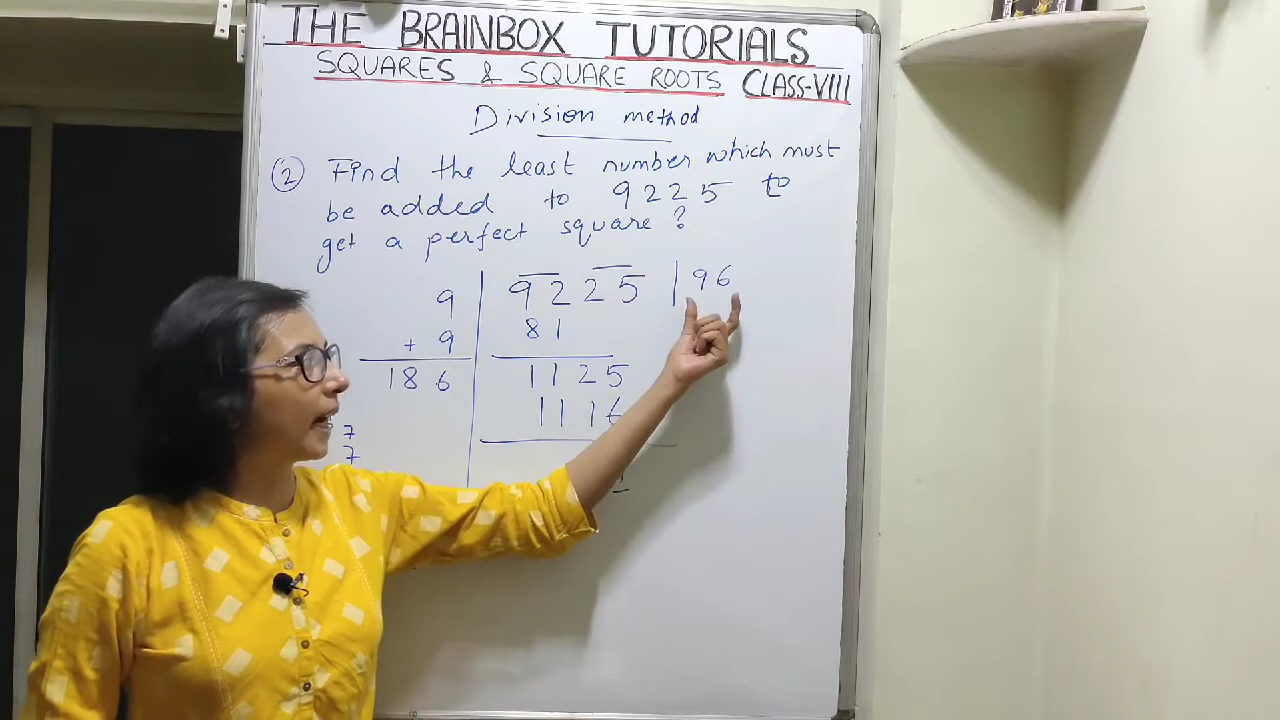 THE BRAINBOX TUTORIALS
SQUARES & SQUARE ROOTS CLASS-VIII
Division method
(2) Find the least number which must
be added to 9225 to
get a perfect square?
9 9225 96
+ 9 81
186 1125
1116
7
7